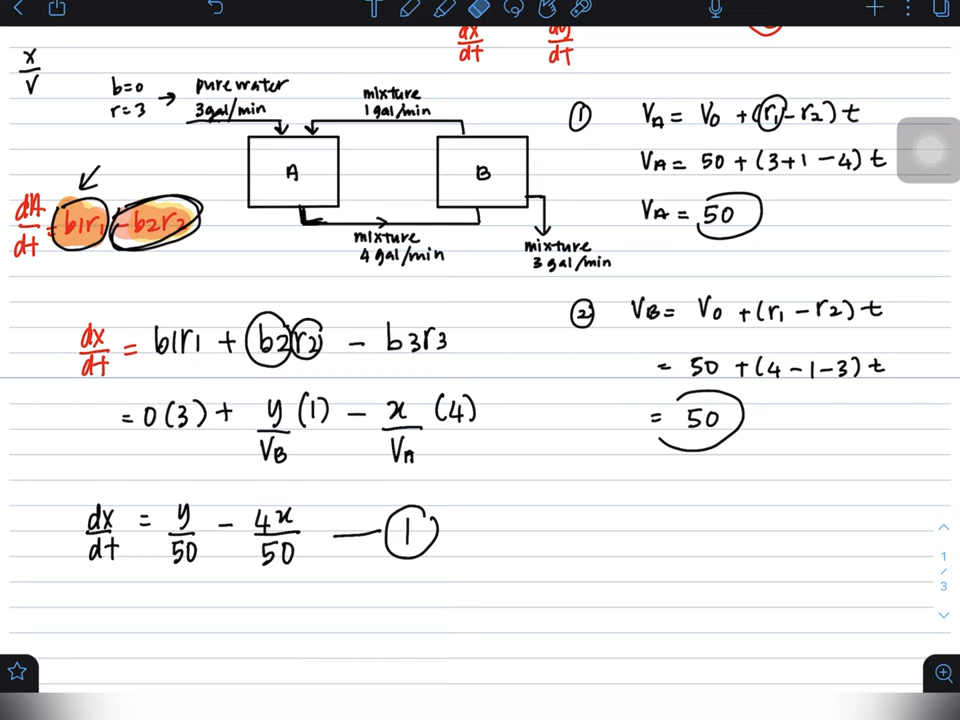 dx/dt dy/dt
x/V
b=0
r=3 →
pure water
3gal/min
mixture
1gal/min
A
B
mixture
4gal/min
mixture
3 gal/min
dA/dt = b1r1 - b2r2
dx/dt = b1r1 + b2r2 - b3r3
= 0(3) + y/VB (1) - x/VA (4)
dx/dt = y/50 - 4x/50 — 1
1 VA = V0 + (r1 - r2) t
VA = 50 + (3+1-4) t
VA = 50
2 VB = V0 + (r1 - r2) t
= 50 + (4-1-3) t
= 50
1
/
3